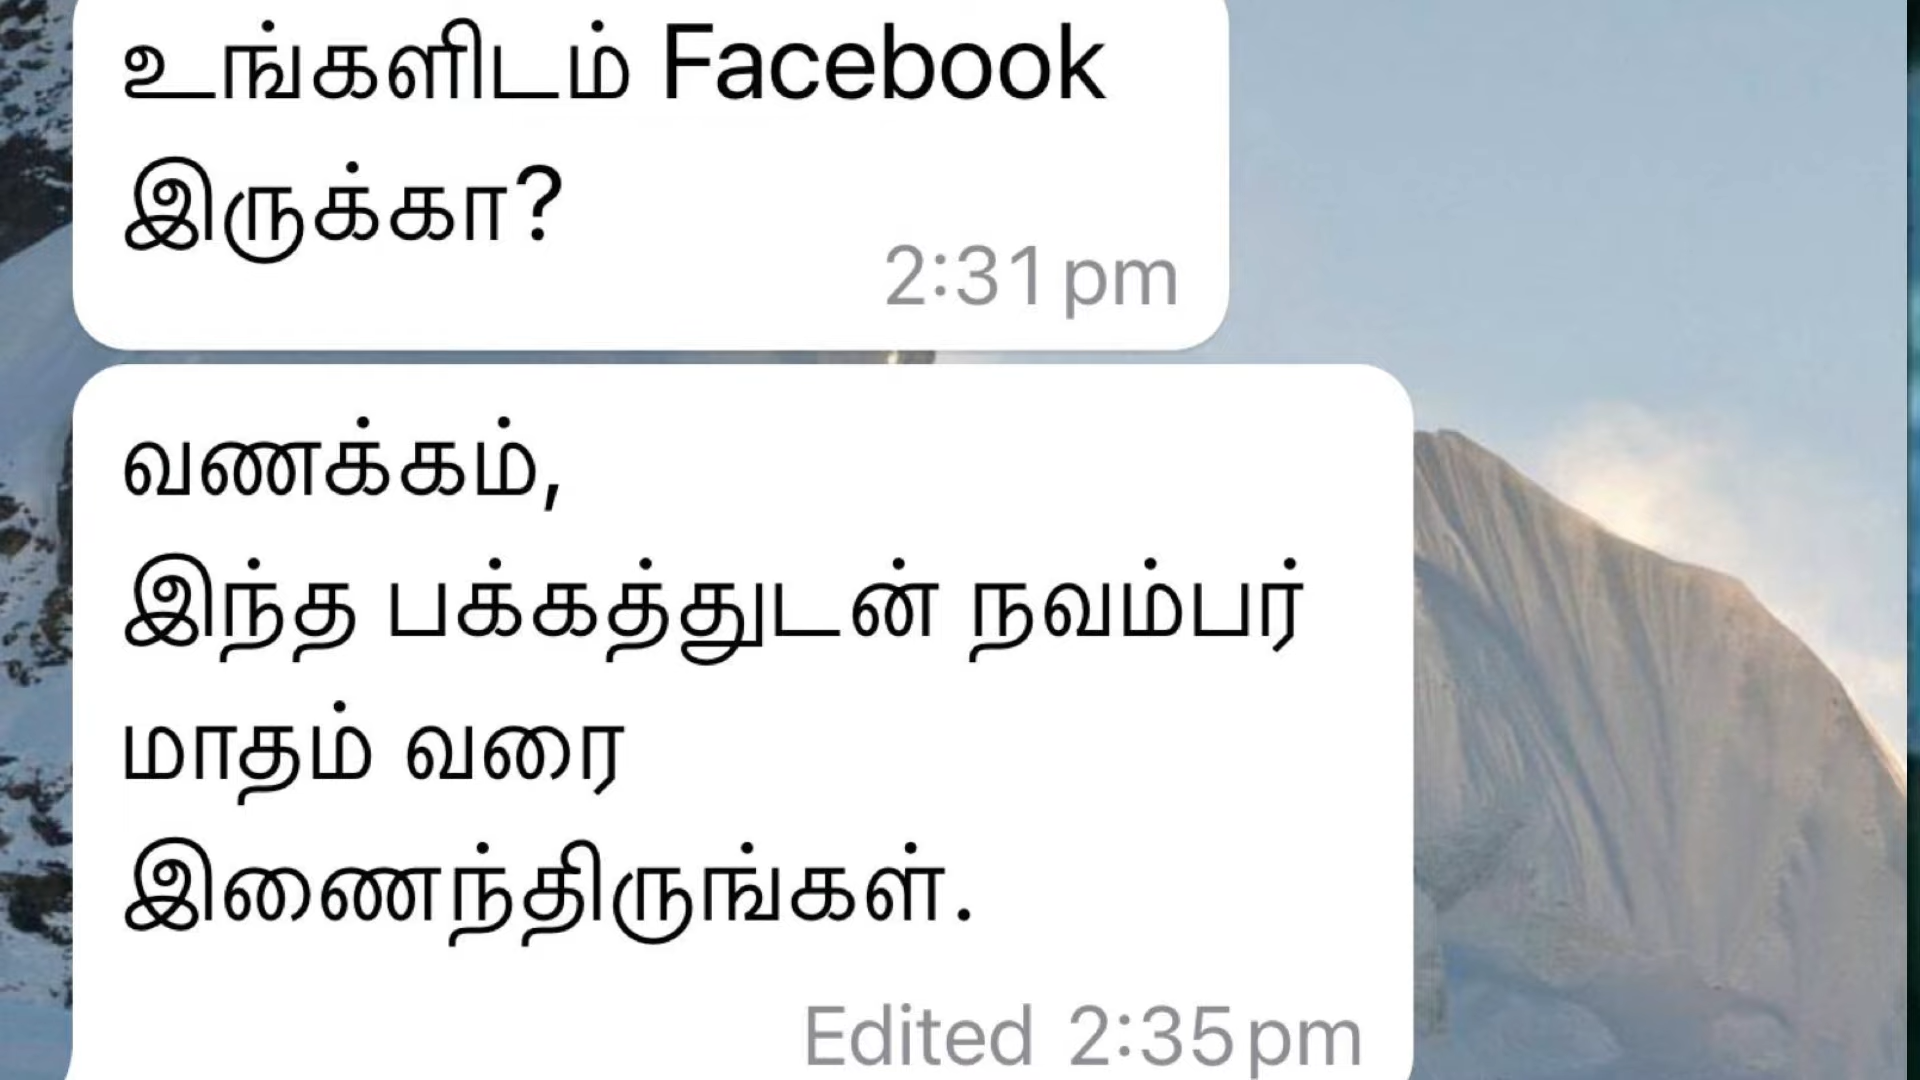 உங்களிடம் Facebook
இருக்கா?
2:31 pm
வணக்கம்,
இந்த பக்கத்துடன் நவம்பர்
மாதம் வரை
இணைந்திருங்கள்.
Edited 2:35 pm